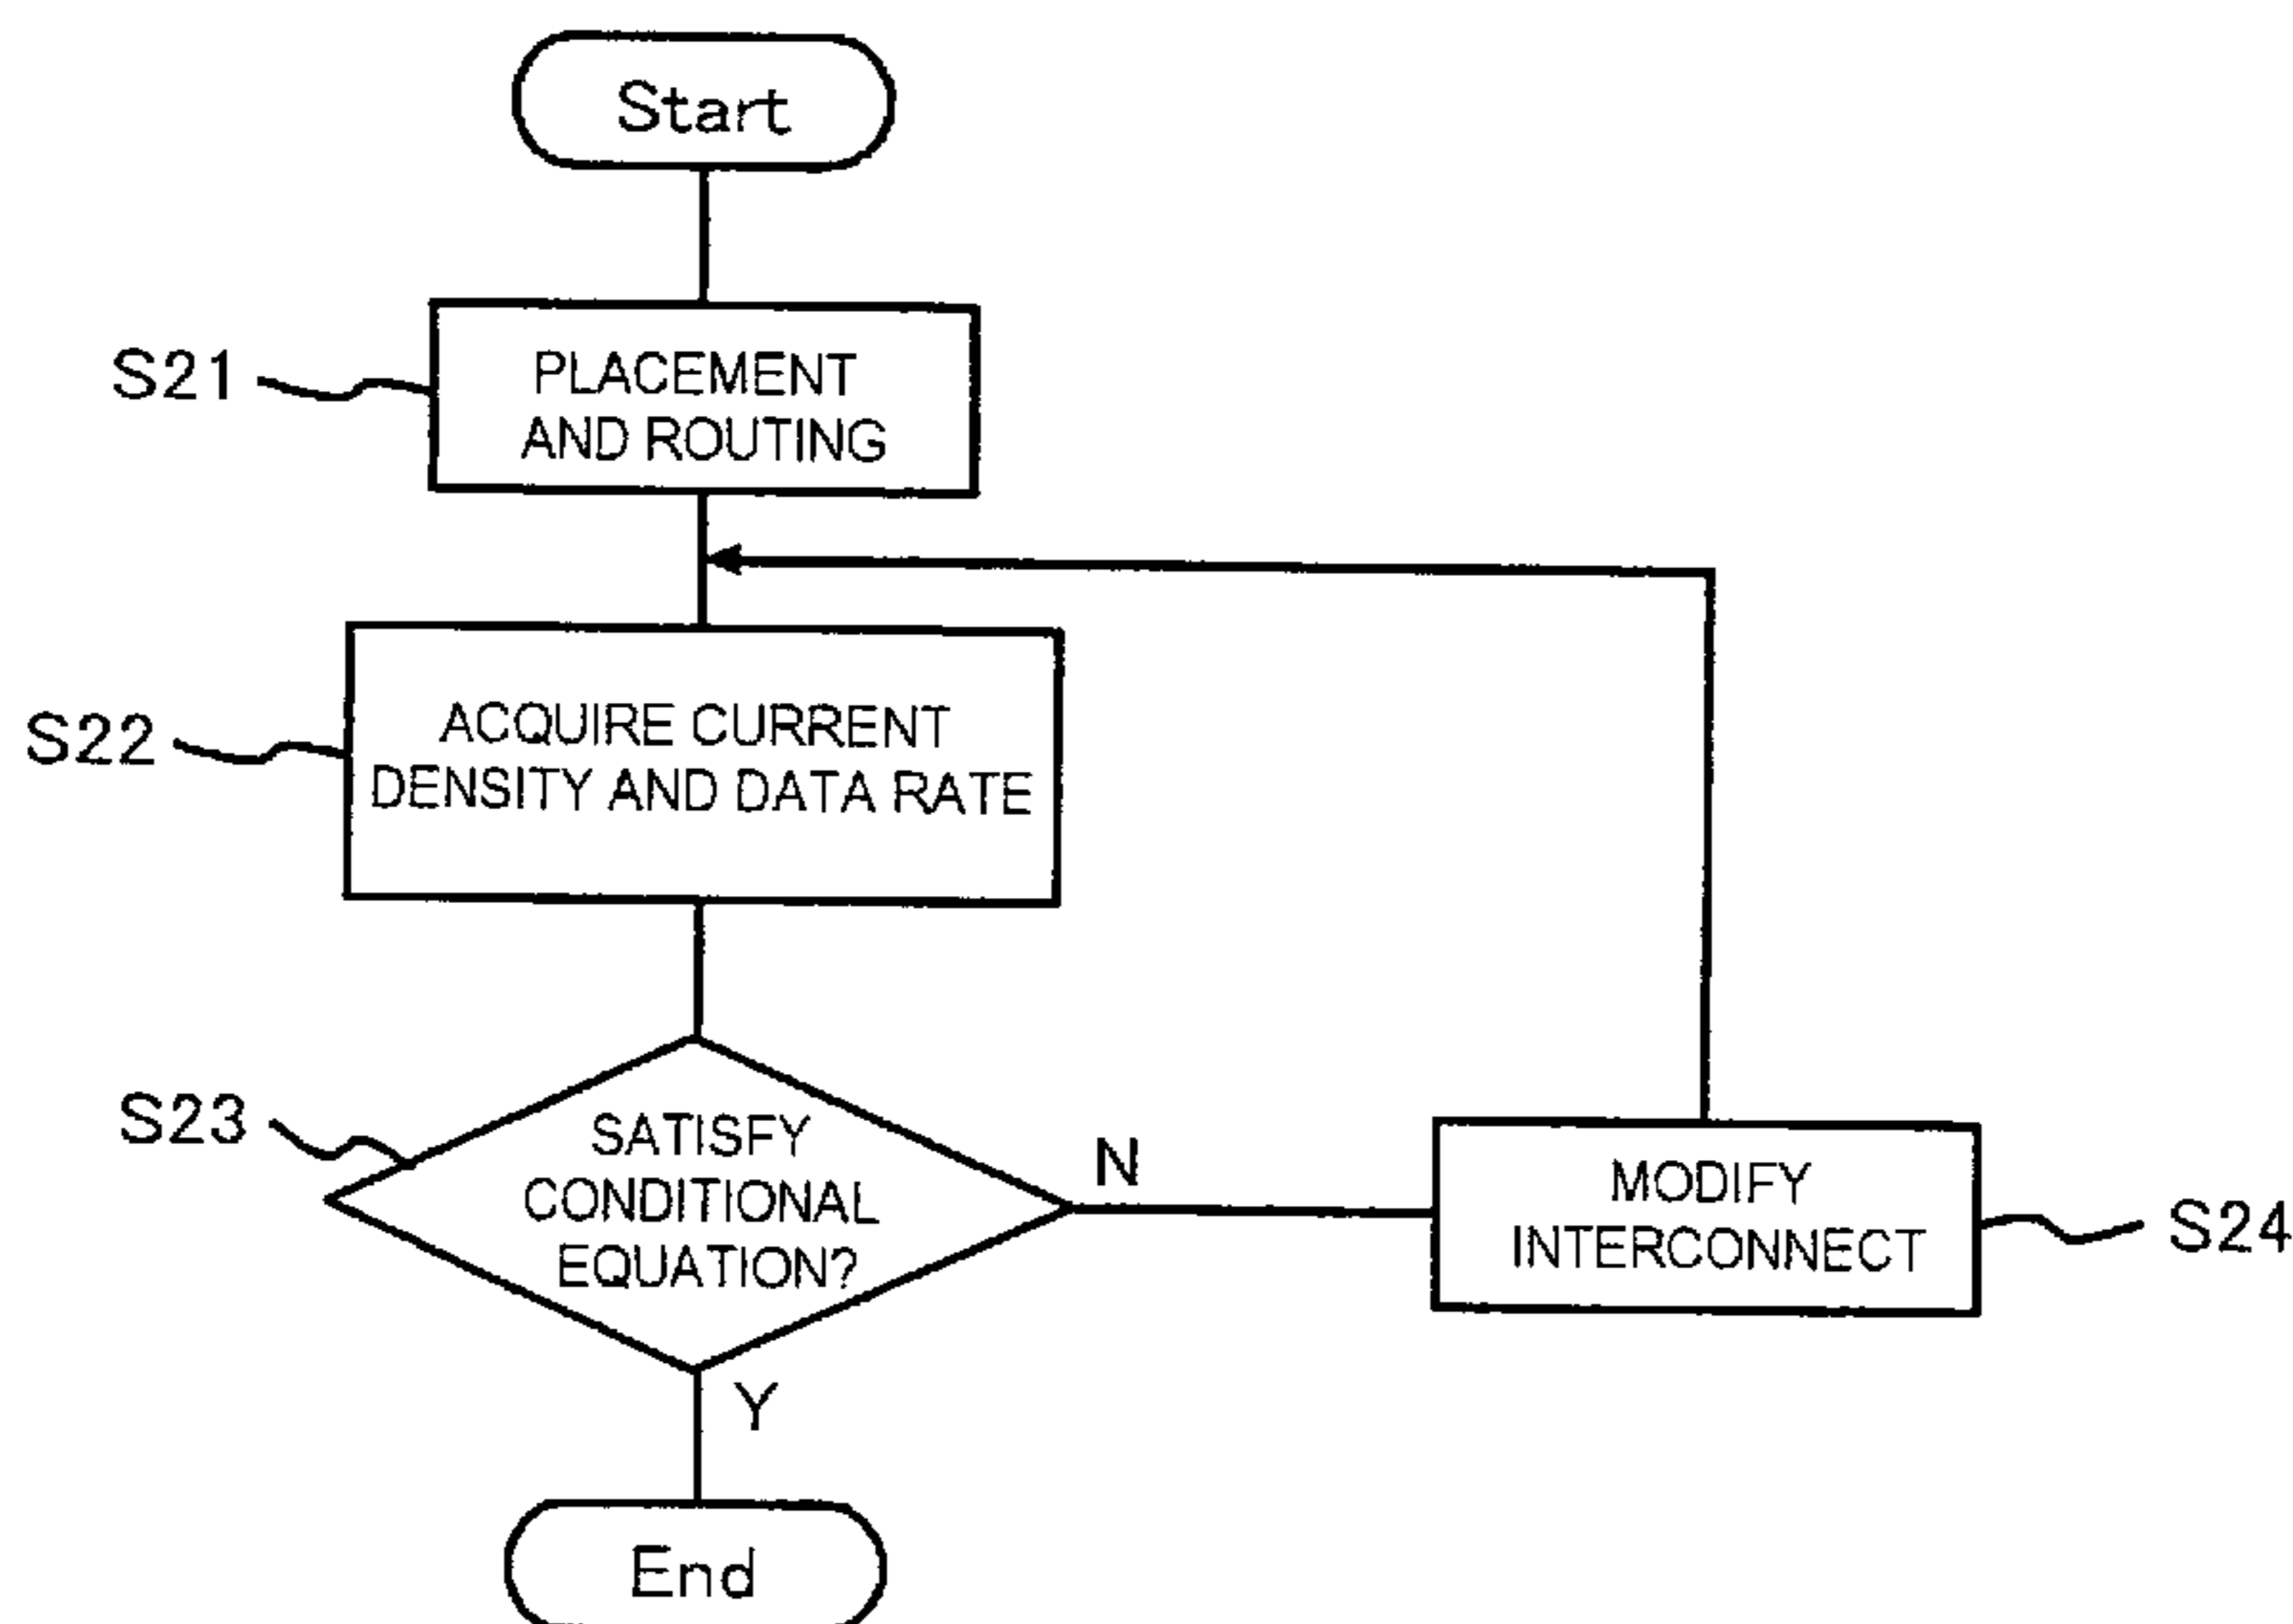 Start
S21
PLACEMENT
AND ROUTING
S22
ACQUIRE CURRENT
DENSITY AND DATA RATE
S23
SATISFY
CONDITIONAL
EQUATION?
N
MODIFY
INTERCONNECT
S24
Y
End